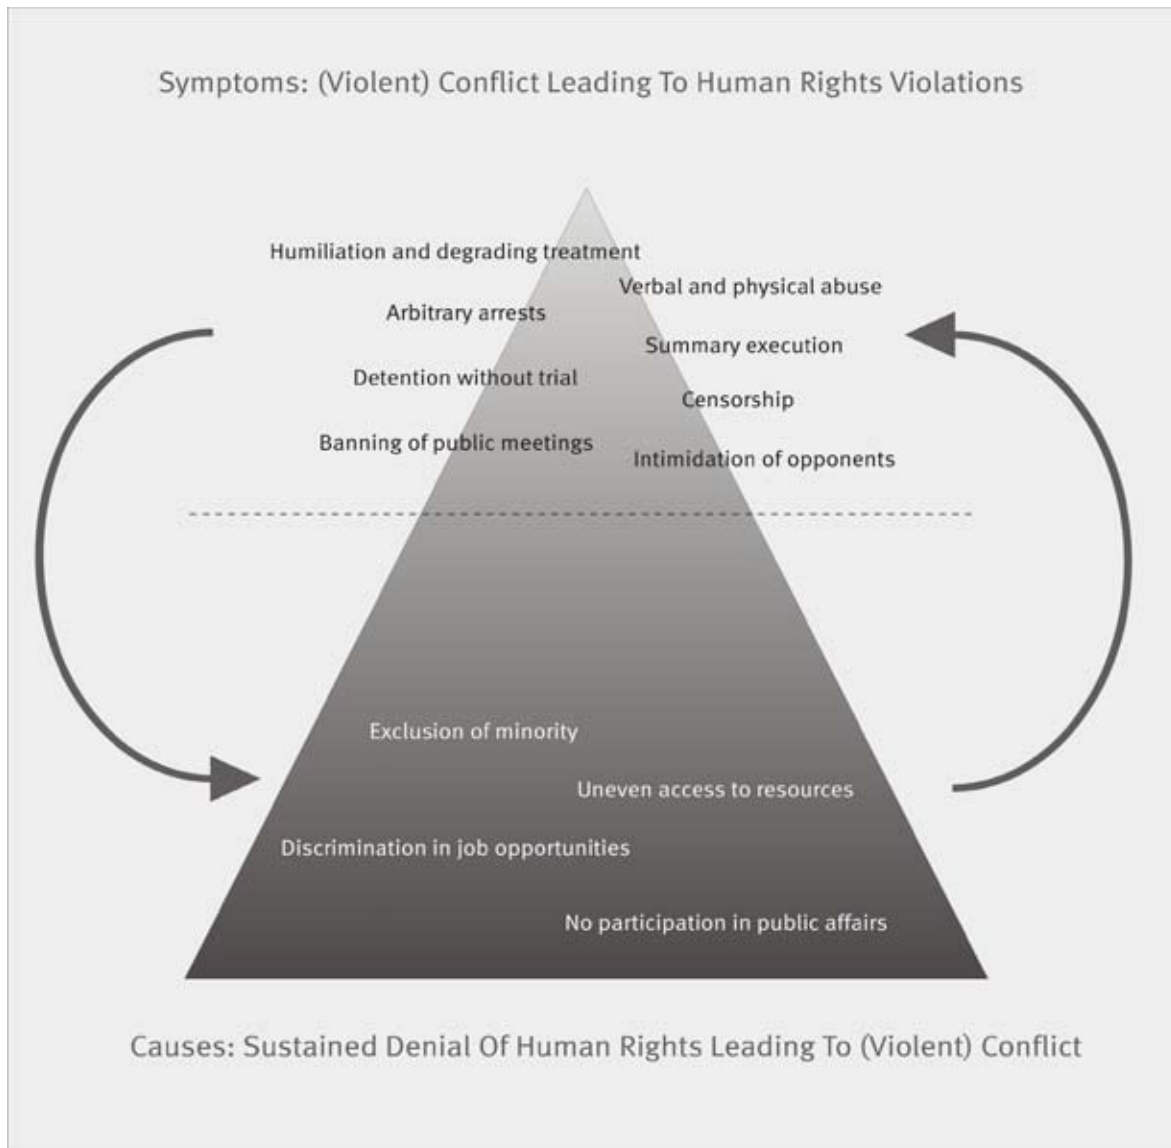 Symptoms: (Violent) Conflict Leading To Human Rights Violations
Humiliation and degrading treatment
Verbal and physical abuse
Arbitrary arrests
Summary execution
Detention without trial
Censorship
Banning of public meetings
Intimidation of opponents
Exclusion of minority
Uneven access to resources
Discrimination in job opportunities
No participation in public affairs
Causes: Sustained Denial Of Human Rights Leading To (Violent) Conflict